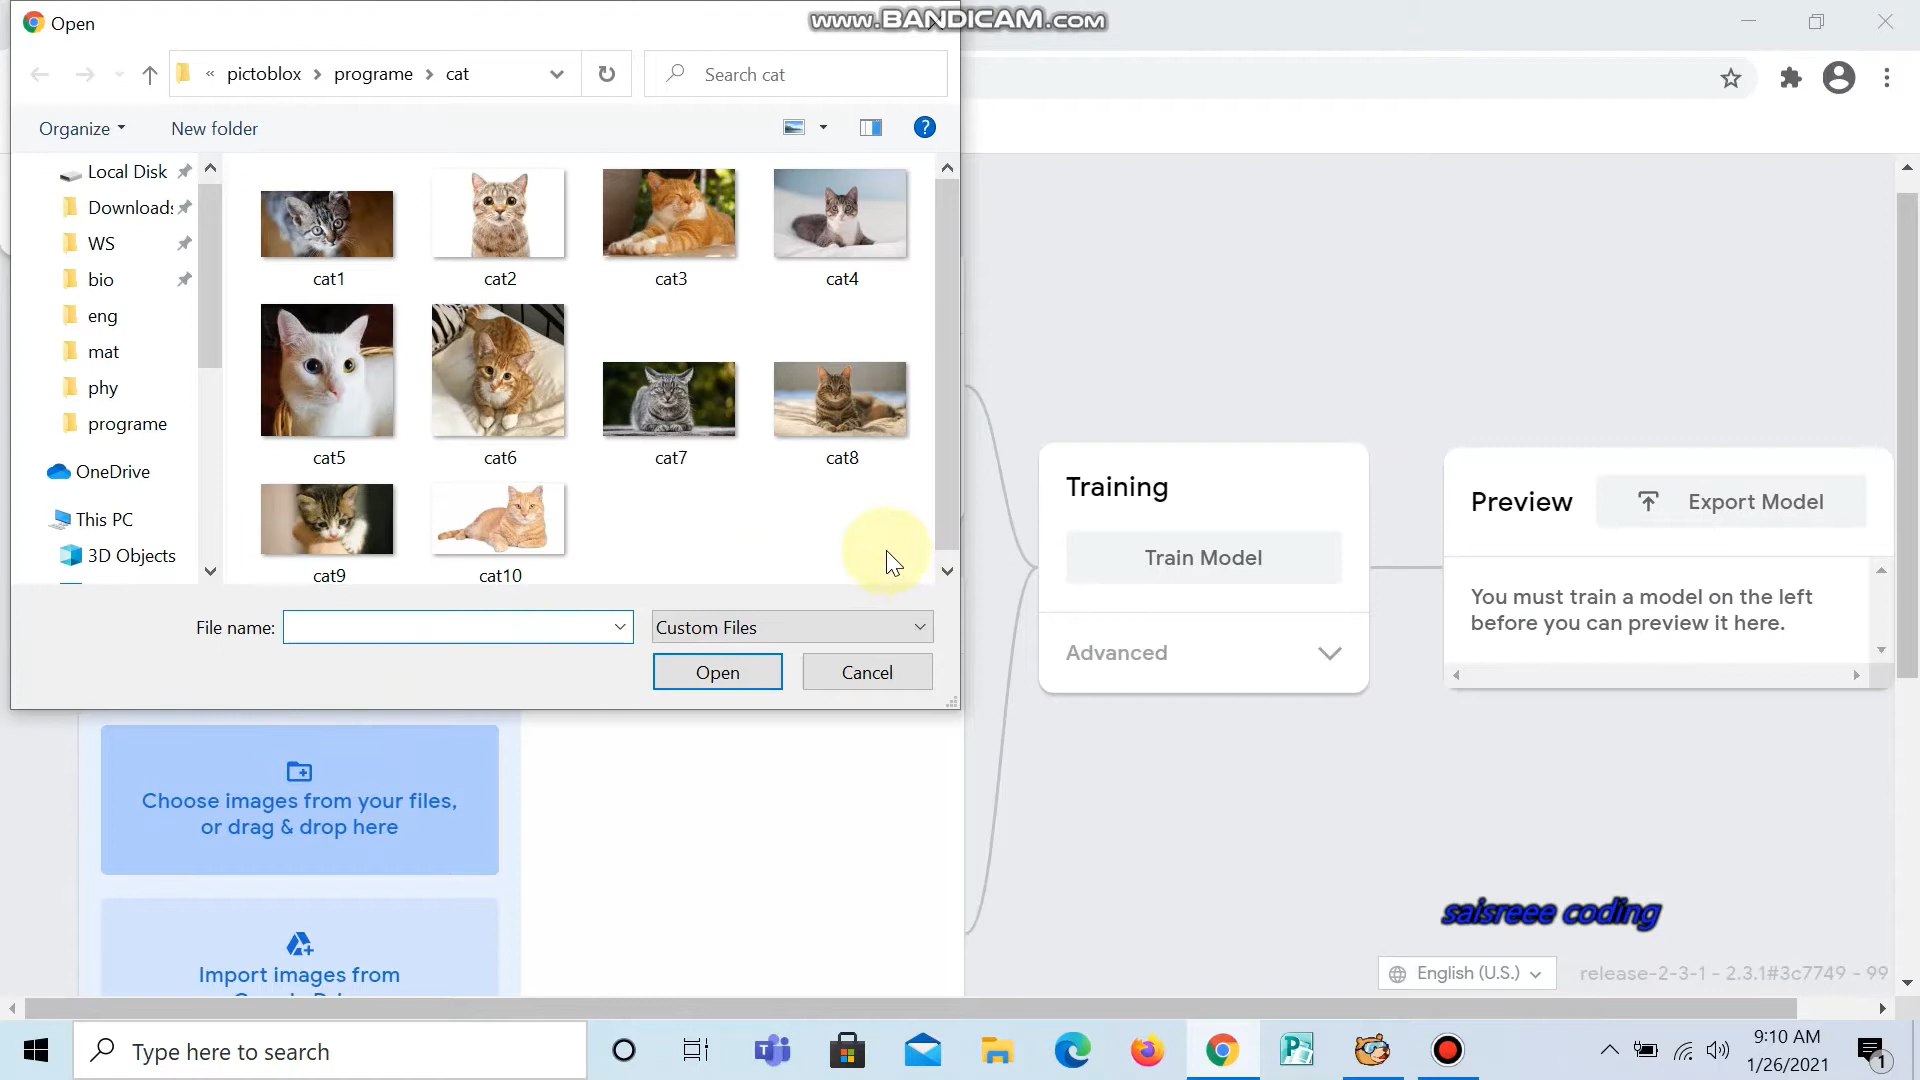 Open
www.BANDICAM.com
« pictoblox › programe › cat
Search cat
Organize
New folder
Local Disk
Downloads
WS
bio
eng
mat
phy
programe
OneDrive
This PC
3D Objects
cat1
cat2
cat3
cat4
cat5
cat6
cat7
cat8
cat9
cat10
File name:
Custom Files
Open
Cancel
Training
Train Model
Advanced
Preview
Export Model
You must train a model on the left
before you can preview it here.
Choose images from your files,
or drag & drop here
Import images from
saisreee coding
English (U.S.)
release-2-3-1 - 2.3.1#3c7749 - 99
Type here to search
9:10 AM
1/26/2021
1